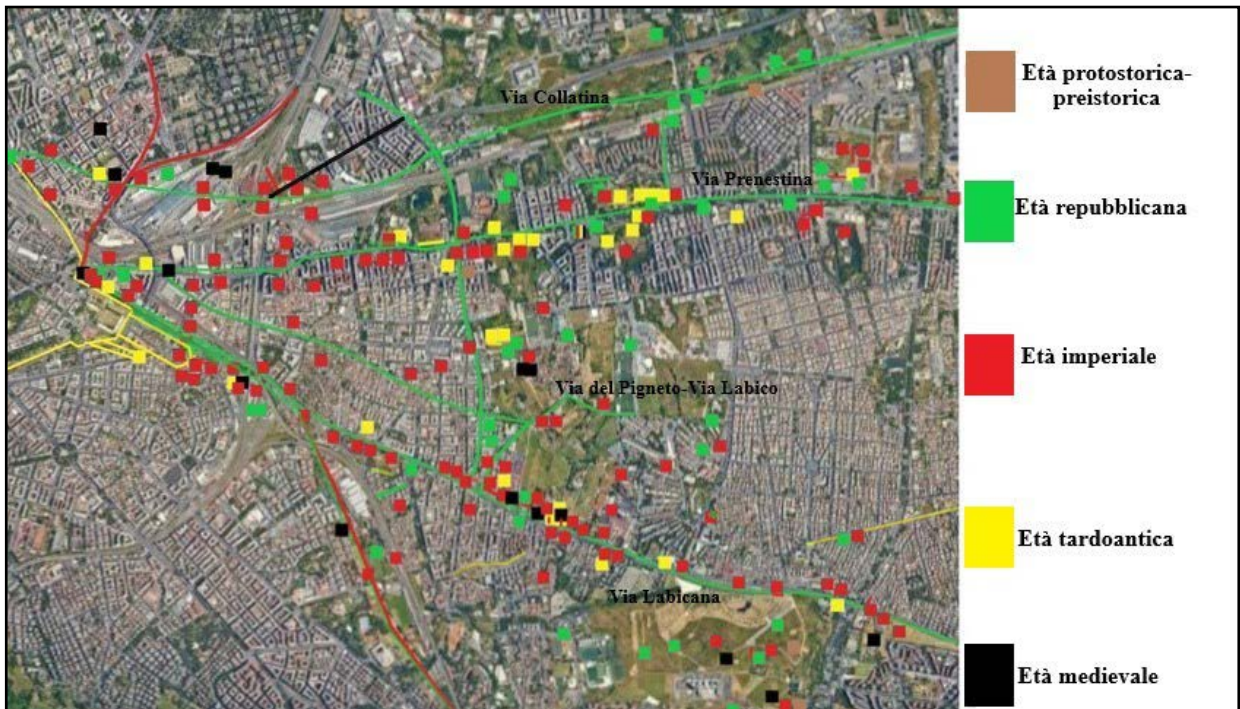 Via Collatina
Via Prenestina
Via del Pigneto-Via Labico
Via Labicana
Età protostorica-
preistorica
Età repubblicana
Età imperiale
Età tardoantica
Età medievale